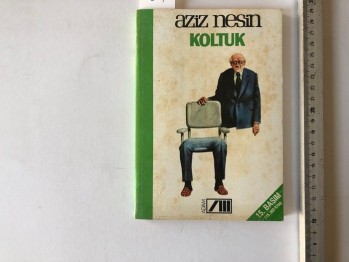 aziz nesin
KOLTUK
15. BASIM